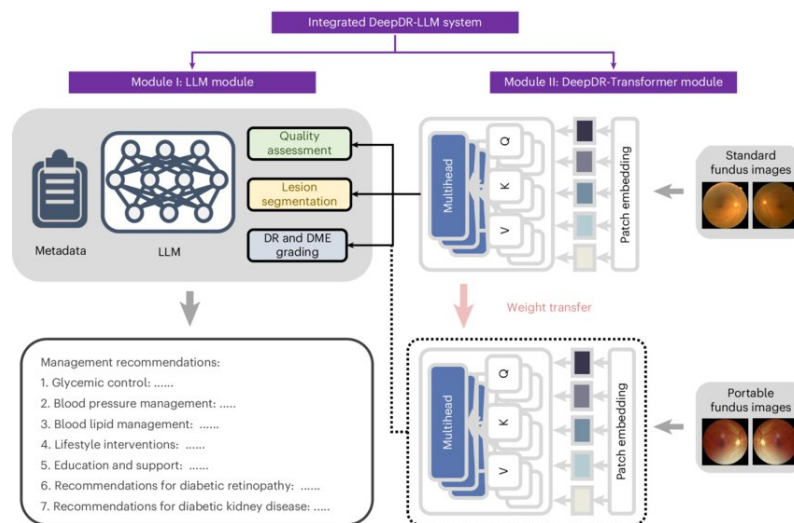 Integrated DeepDR-LLM system
Module I: LLM module
Module II: DeepDR-Transformer module
Metadata
LLM
Quality
assessment
Lesion
segmentation
DR and DME
grading
Multihead
Q
K
V
Patch embedding
Standard
fundus images
Weight transfer
Management recommendations:
1. Glycemic control: ......
2. Blood pressure management: .....
3. Blood lipid management: ......
4. Lifestyle interventions: ......
5. Education and support: ......
6. Recommendations for diabetic retinopathy: ......
7. Recommendations for diabetic kidney disease: .....
Multihead
Q
K
V
Patch embedding
Portable
fundus images